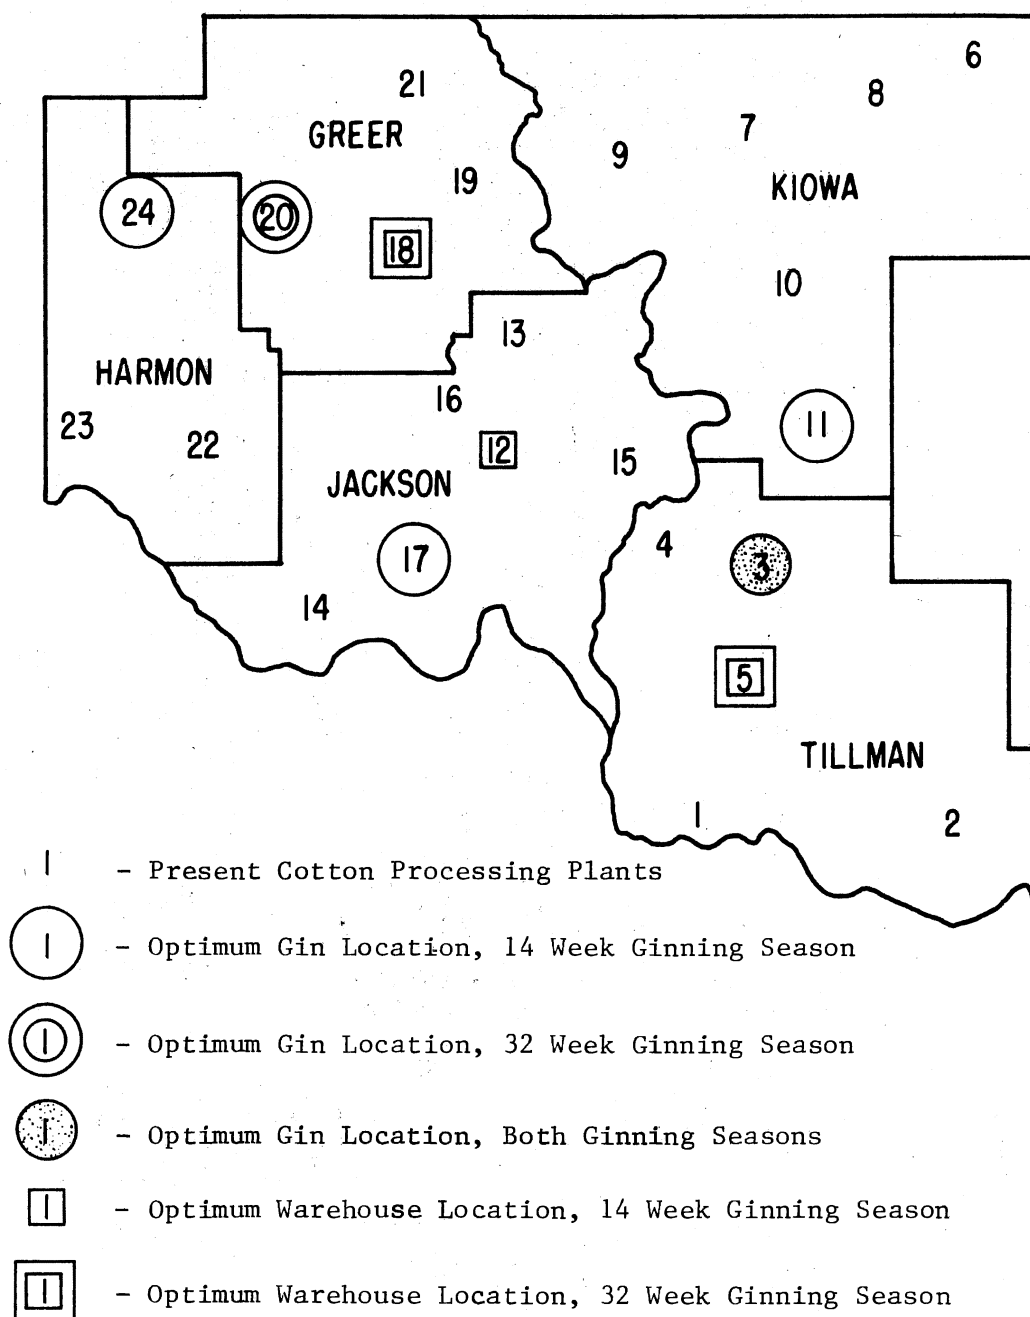 6
8
21
7
GREER
9
19
KIOWA
24
20
18
10
13
HARMON
16
23
11
22
12
15
JACKSON
4
17
3
14
5
TILLMAN
1
2
1 – Present Cotton Processing Plants
1 – Optimum Gin Location, 14 Week Ginning Season
1 – Optimum Gin Location, 32 Week Ginning Season
1 – Optimum Gin Location, Both Ginning Seasons
1 – Optimum Warehouse Location, 14 Week Ginning Season
1 – Optimum Warehouse Location, 32 Week Ginning Season